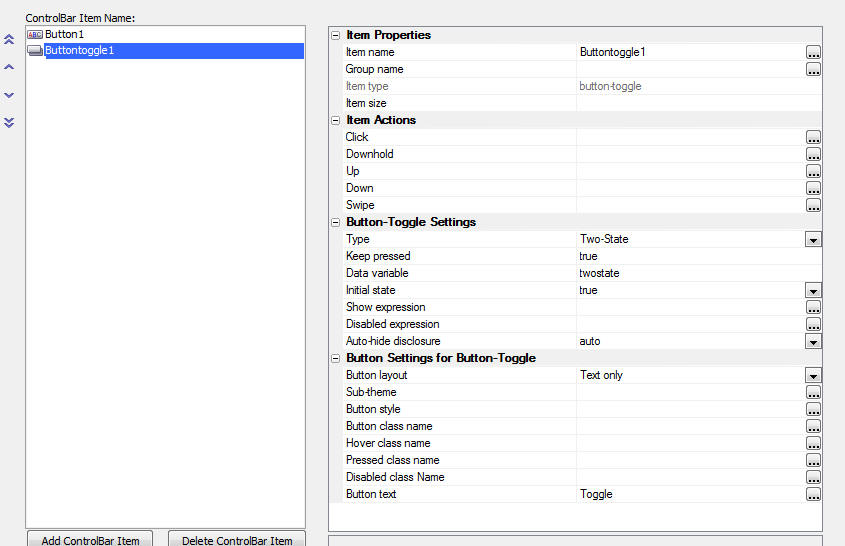 ControlBar Item Name:
ABC Button1
Buttontoggle1
Item Properties
Item name Buttontoggle1 ...
Group name ...
Item type button-toggle
Item size
Item Actions
Click ...
Downhold ...
Up ...
Down ...
Swipe ...
Button-Toggle Settings
Type Two-State
Keep pressed true
Data variable twostate
Initial state true
Show expression ...
Disabled expression ...
Auto-hide disclosure auto
Button Settings for Button-Toggle
Button layout Text only
Sub-theme ...
Button style ...
Button class name ...
Hover class name ...
Pressed class name ...
Disabled class Name ...
Button text Toggle ...
Add ControlBar Item Delete ControlBar Item